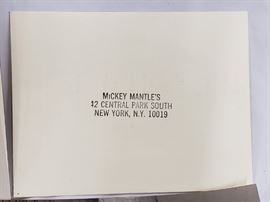 MICKEY MANTLE'S
42 CENTRAL PARK SOUTH
NEW YORK, N.Y. 10019